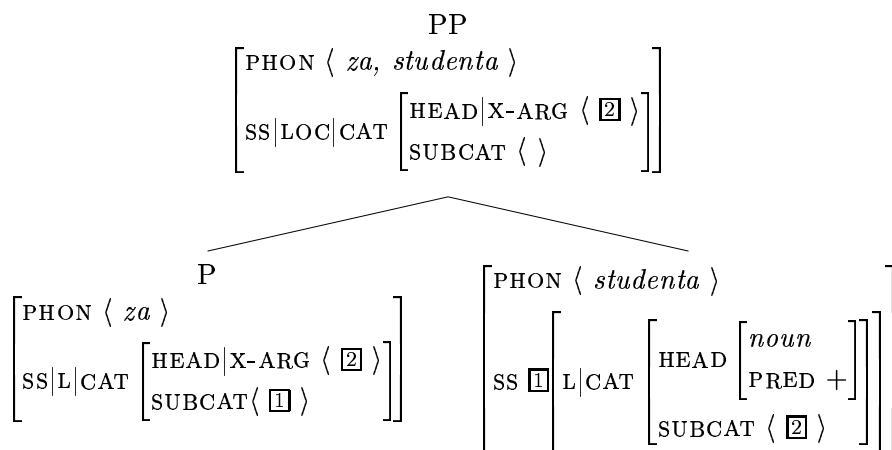 PP
PHON ⟨ za, studenta ⟩
SS|LOC|CAT
HEAD|X-ARG ⟨ 2 ⟩
SUBCAT ⟨ ⟩
P
PHON ⟨ za ⟩
SS|L|CAT
HEAD|X-ARG ⟨ 2 ⟩
SUBCAT⟨ 1 ⟩
PHON ⟨ studenta ⟩
SS 1
L|CAT
HEAD
noun
PRED +
SUBCAT ⟨ 2 ⟩